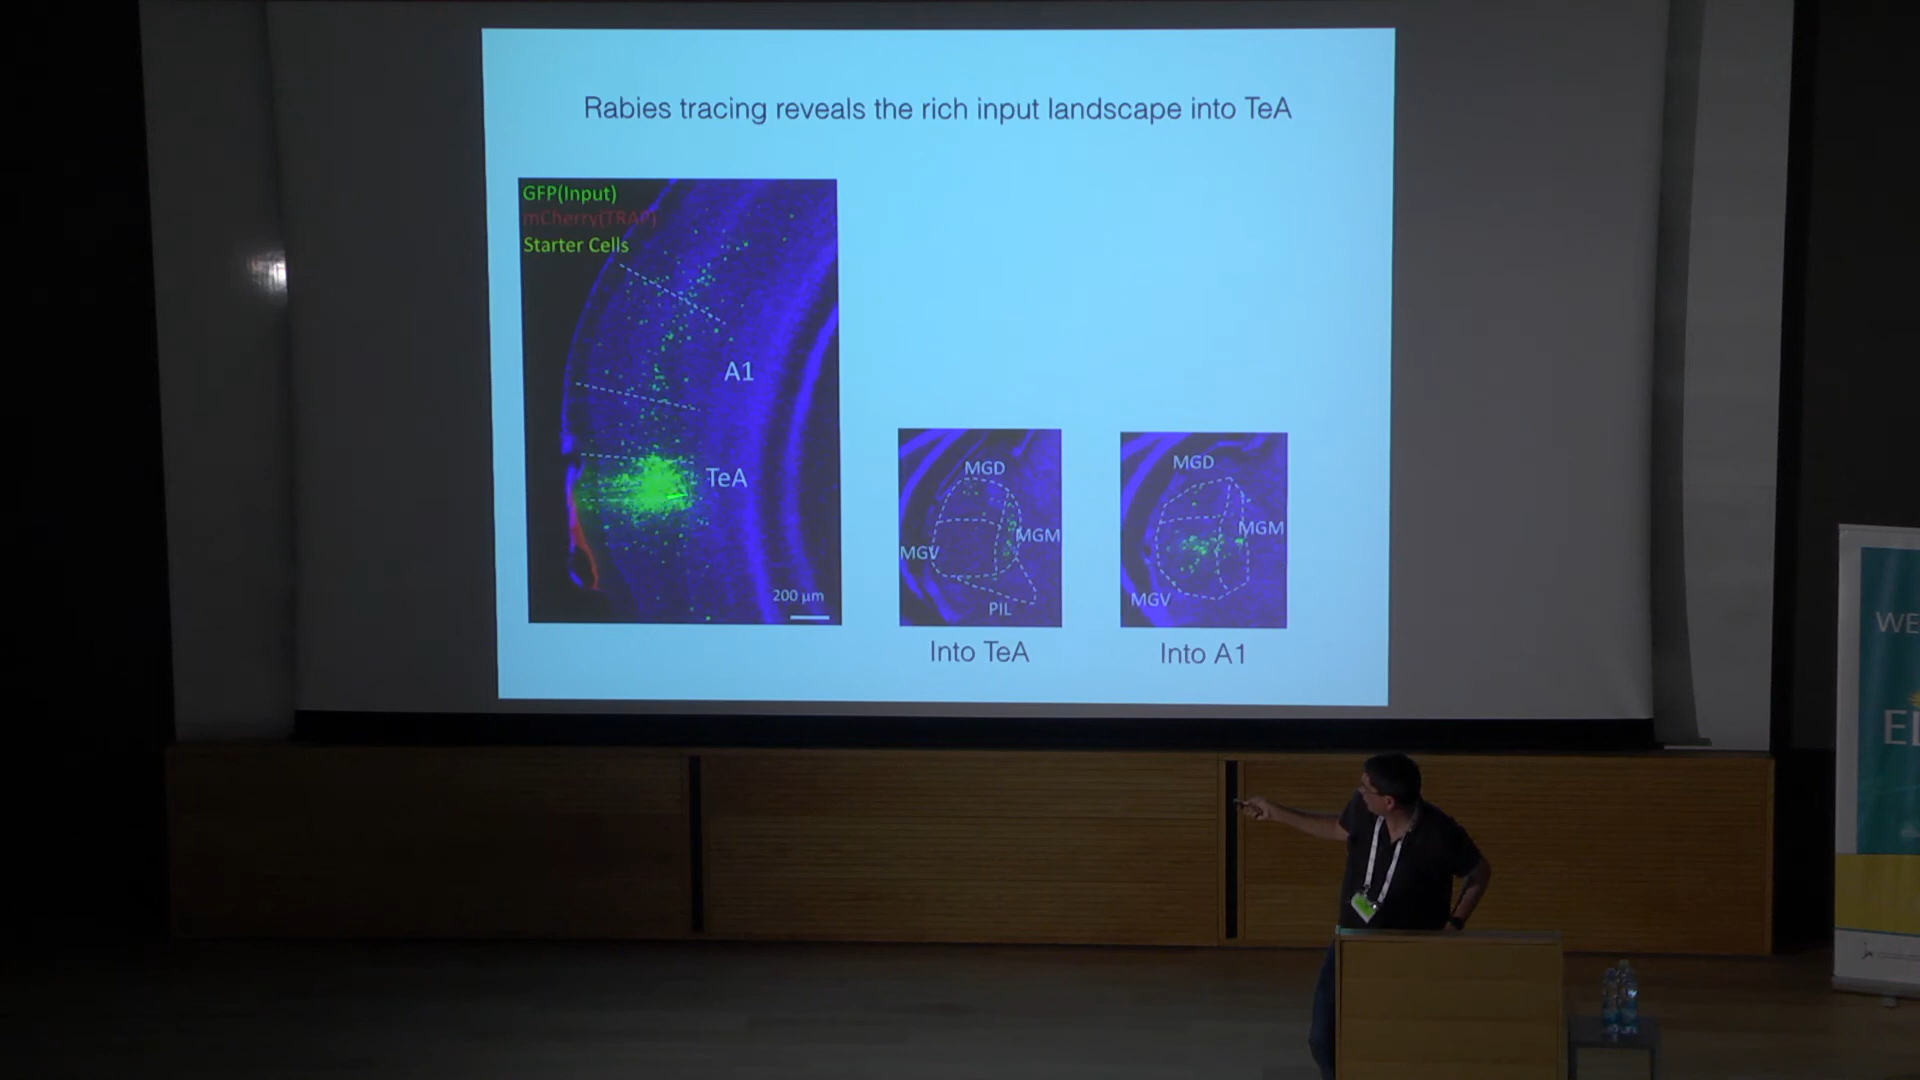 Rabies tracing reveals the rich input landscape into TeA
GFP(Input)
mCherry(TRAP)
Starter Cells
A1
TeA
200 µm
MGD
MGV
MGM
PIL
Into TeA
MGD
MGM
MGV
Into A1
WE